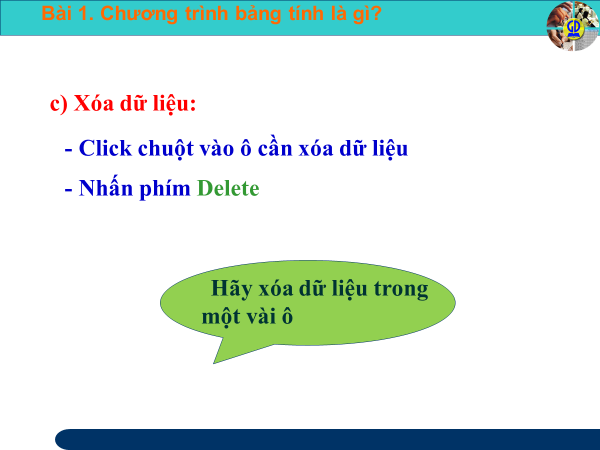 Bài 1. Chương trình bảng tính là gì?
c) Xóa dữ liệu:
- Click chuột vào ô cần xóa dữ liệu
- Nhấn phím Delete
Hãy xóa dữ liệu trong
một vài ô